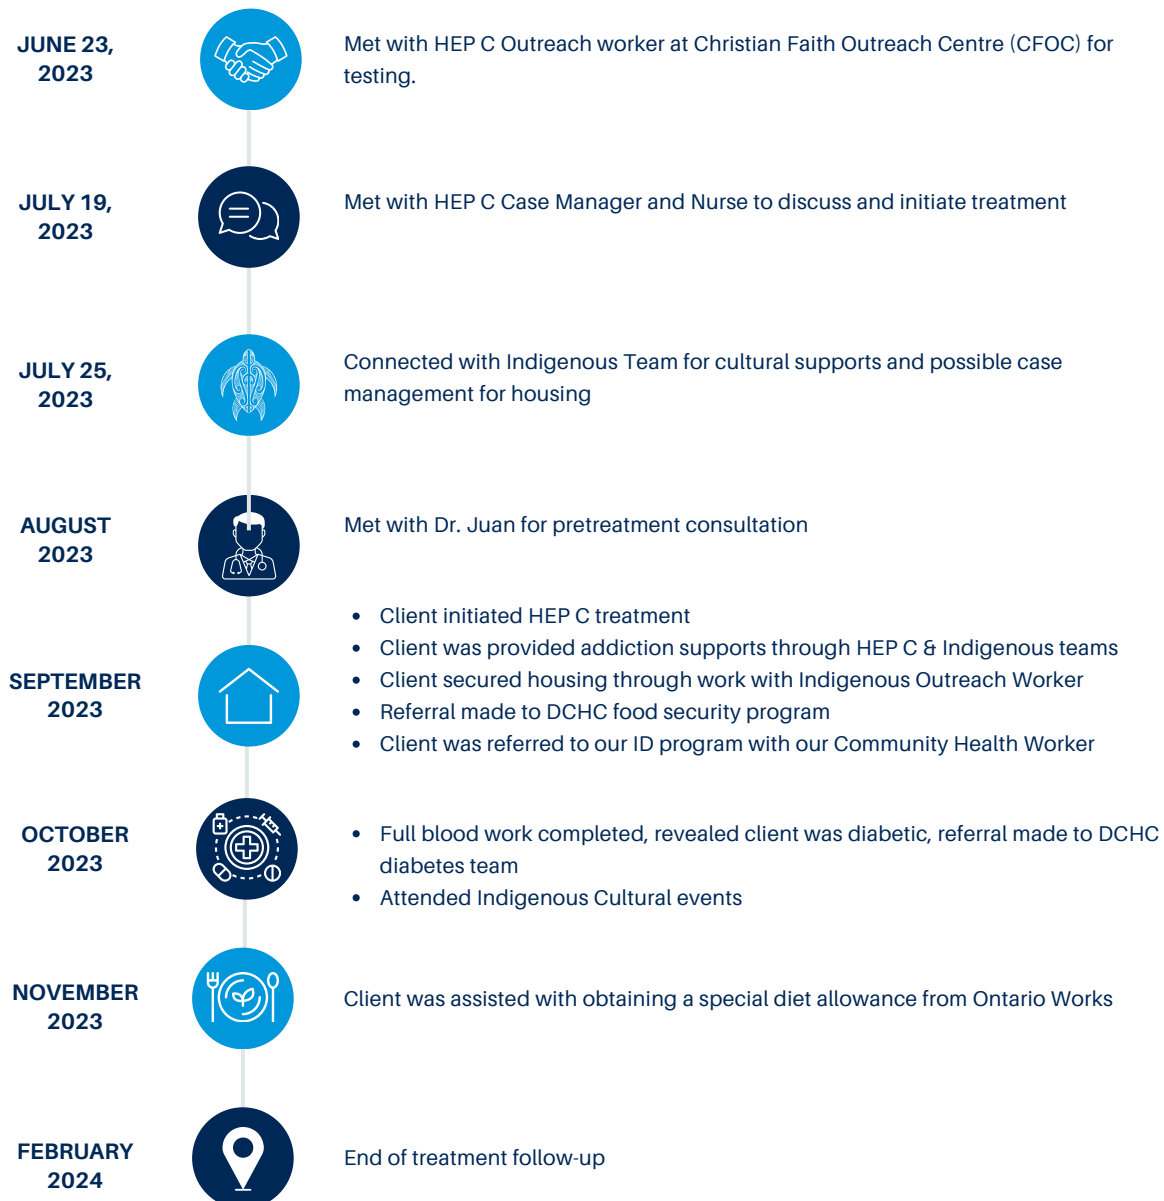 JUNE 23,
2023
Met with HEP C Outreach worker at Christian Faith Outreach Centre (CFOC) for
testing.
JULY 19,
2023
Met with HEP C Case Manager and Nurse to discuss and initiate treatment
JULY 25,
2023
Connected with Indigenous Team for cultural supports and possible case
management for housing
AUGUST
2023
Met with Dr. Juan for pretreatment consultation
SEPTEMBER
2023
• Client initiated HEP C treatment
• Client was provided addiction supports through HEP C & Indigenous teams
• Client secured housing through work with Indigenous Outreach Worker
• Referral made to DCHC food security program
• Client was referred to our ID program with our Community Health Worker
OCTOBER
2023
• Full blood work completed, revealed client was diabetic, referral made to DCHC
diabetes team
• Attended Indigenous Cultural events
NOVEMBER
2023
Client was assisted with obtaining a special diet allowance from Ontario Works
FEBRUARY
2024
End of treatment follow-up